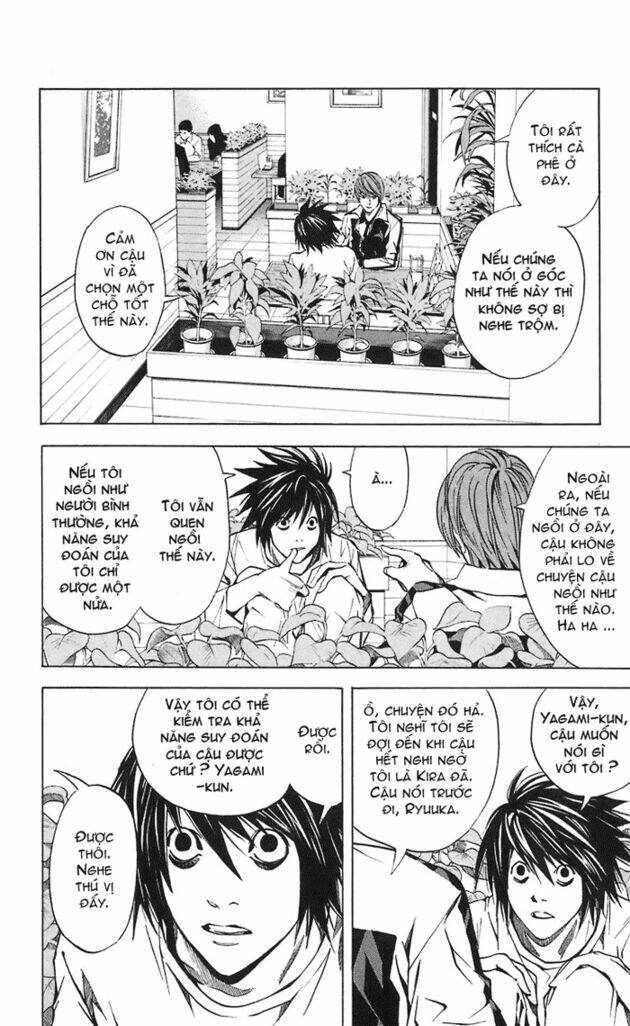 Tôi rất
thích cà
phê ở
đây.
Nếu chúng
ta nói ở góc
như thế này thì
không sợ bị
nghe trộm.
Cảm
ơn cậu
vì đã
chọn một
chỗ tốt
thế này.
Ngoài
ra, nếu
chúng ta
ngồi ở đây,
cậu không
phải lo về
chuyện cậu
ngồi như
thế nào.
Ha ha ...
À...
Tôi vẫn
quen
ngồi
thế này.
Nếu tôi
ngồi như
người bình
thường, khả
năng suy
đoán của
tôi chỉ
được một
nửa.
Vậy,
Yagami-kun,
cậu muốn
nói gì
với tôi ?
Ồ, chuyện đó hả.
Tôi nghĩ tôi sẽ
đợi đến khi cậu
hết nghi ngờ
tôi là Kira đã.
Cậu nói trước
đi, Ryuuka.
Được
rồi.
Vậy tôi có thể
kiểm tra khả
năng suy đoán
của cậu được
chứ ? Yagami
-kun.
Được
thôi.
Nghe
thú vị
đấy.